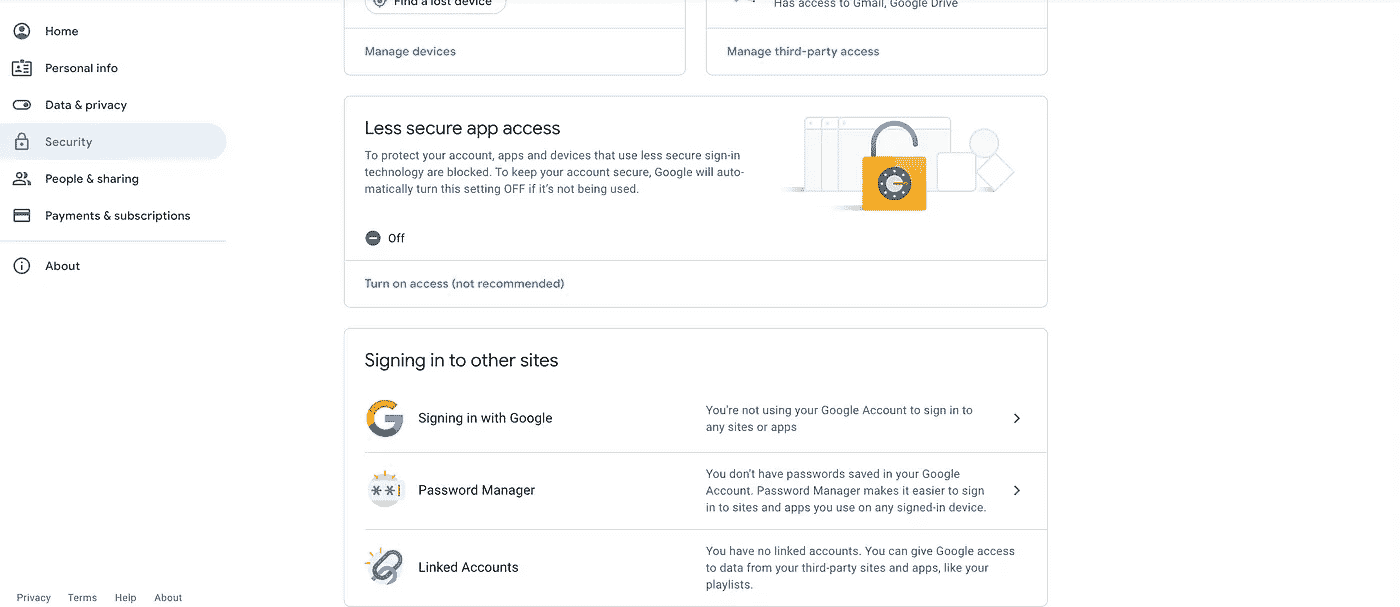 Home
Personal info
Data & privacy
Security
People & sharing
Payments & subscriptions
About
Privacy Terms Help About
Find a lost device
Manage devices
Has access to Gmail, Google Drive
Manage third-party access
Less secure app access
To protect your account, apps and devices that use less secure sign-in
technology are blocked. To keep your account secure, Google will auto-
matically turn this setting OFF if it's not being used.
Off
Turn on access (not recommended)
Signing in to other sites
Signing in with Google
You're not using your Google Account to sign in to
any sites or apps
Password Manager
You don't have passwords saved in your Google
Account. Password Manager makes it easier to sign
in to sites and apps you use on any signed-in device.
Linked Accounts
You have no linked accounts. You can give Google access
to data from your third-party sites and apps, like your
playlists.